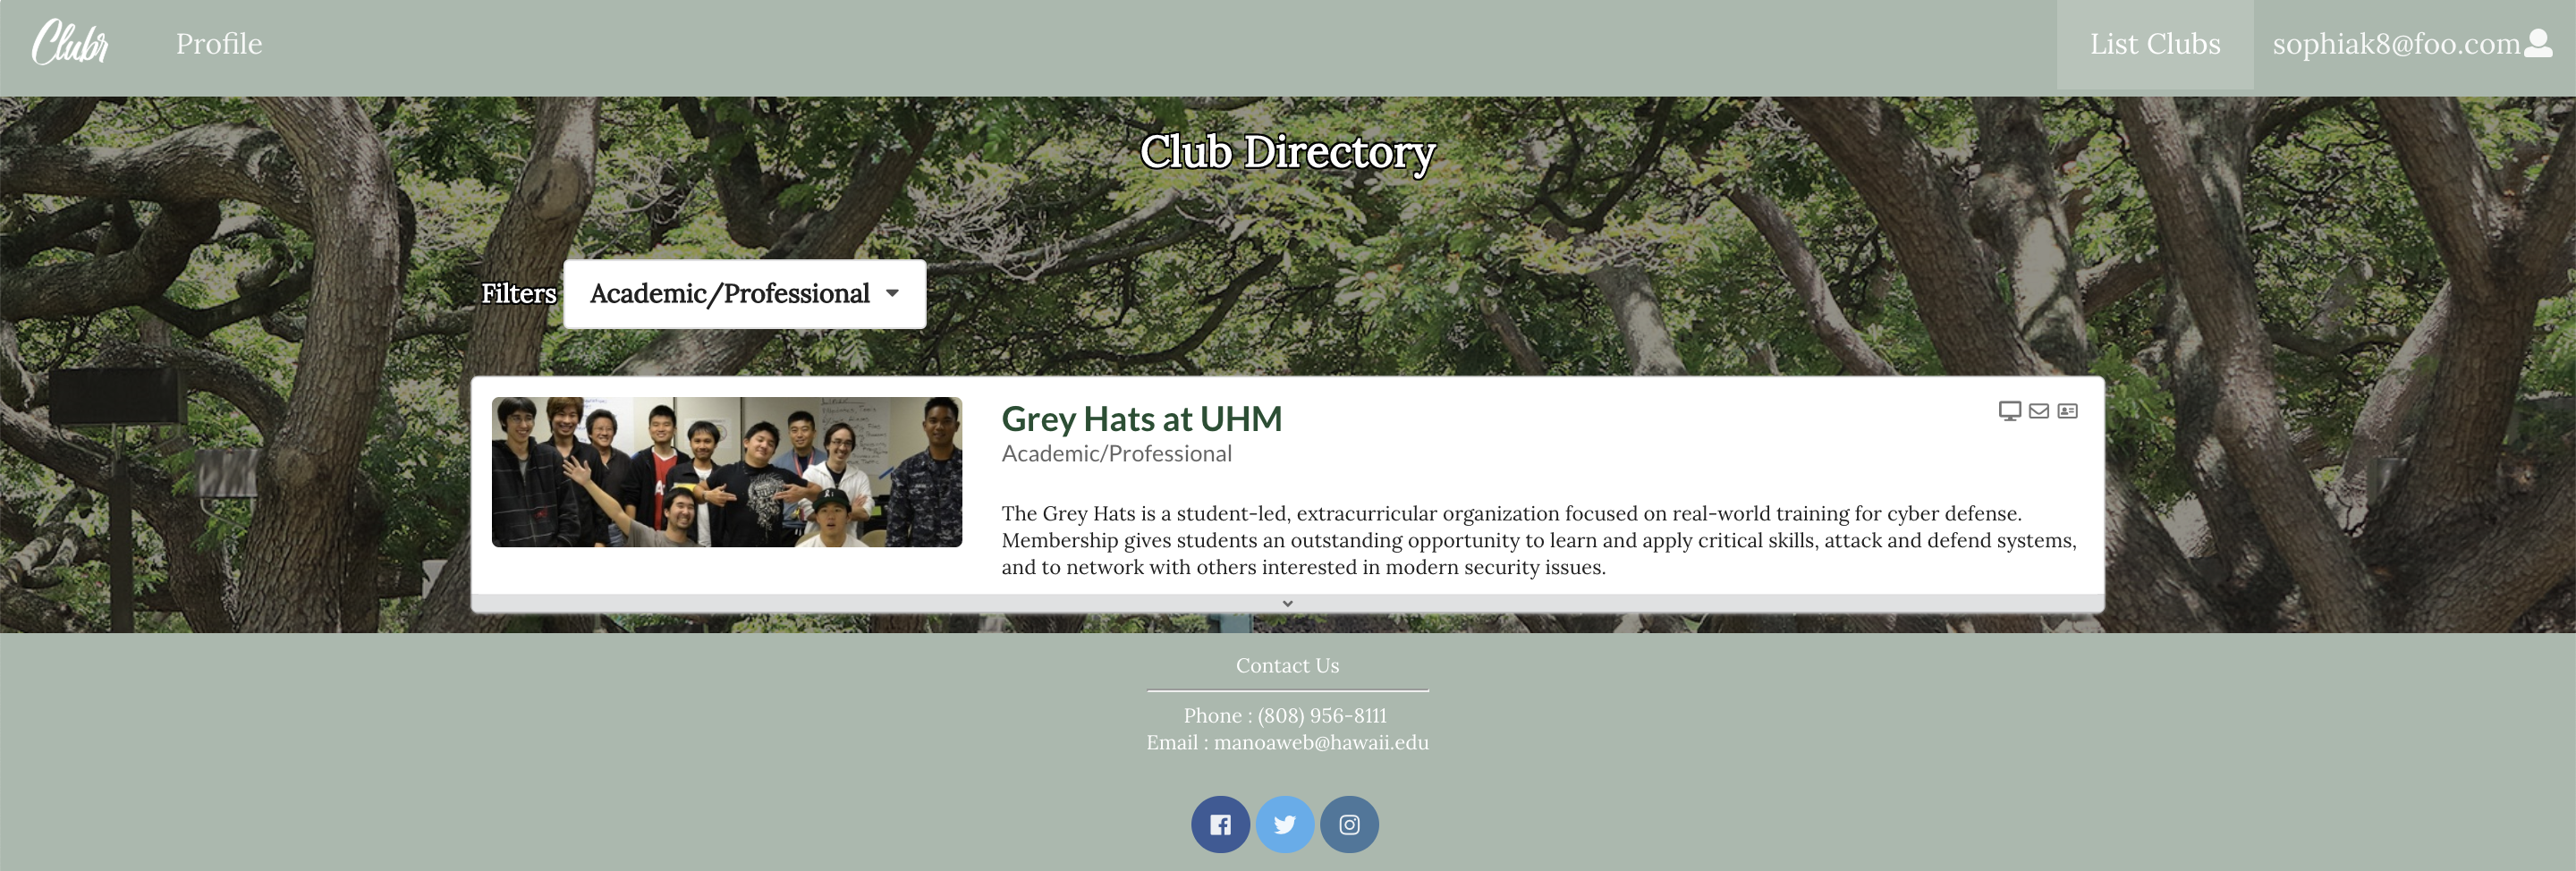 Clubr
Profile
List Clubs
sophiak8@foo.com
Club Directory
Filters
Academic/Professional
Grey Hats at UHM
Academic/Professional
The Grey Hats is a student-led, extracurricular organization focused on real-world training for cyber defense.
Membership gives students an outstanding opportunity to learn and apply critical skills, attack and defend systems,
and to network with others interested in modern security issues.
Contact Us
Phone : (808) 956-8111
Email : manoaweb@hawaii.edu